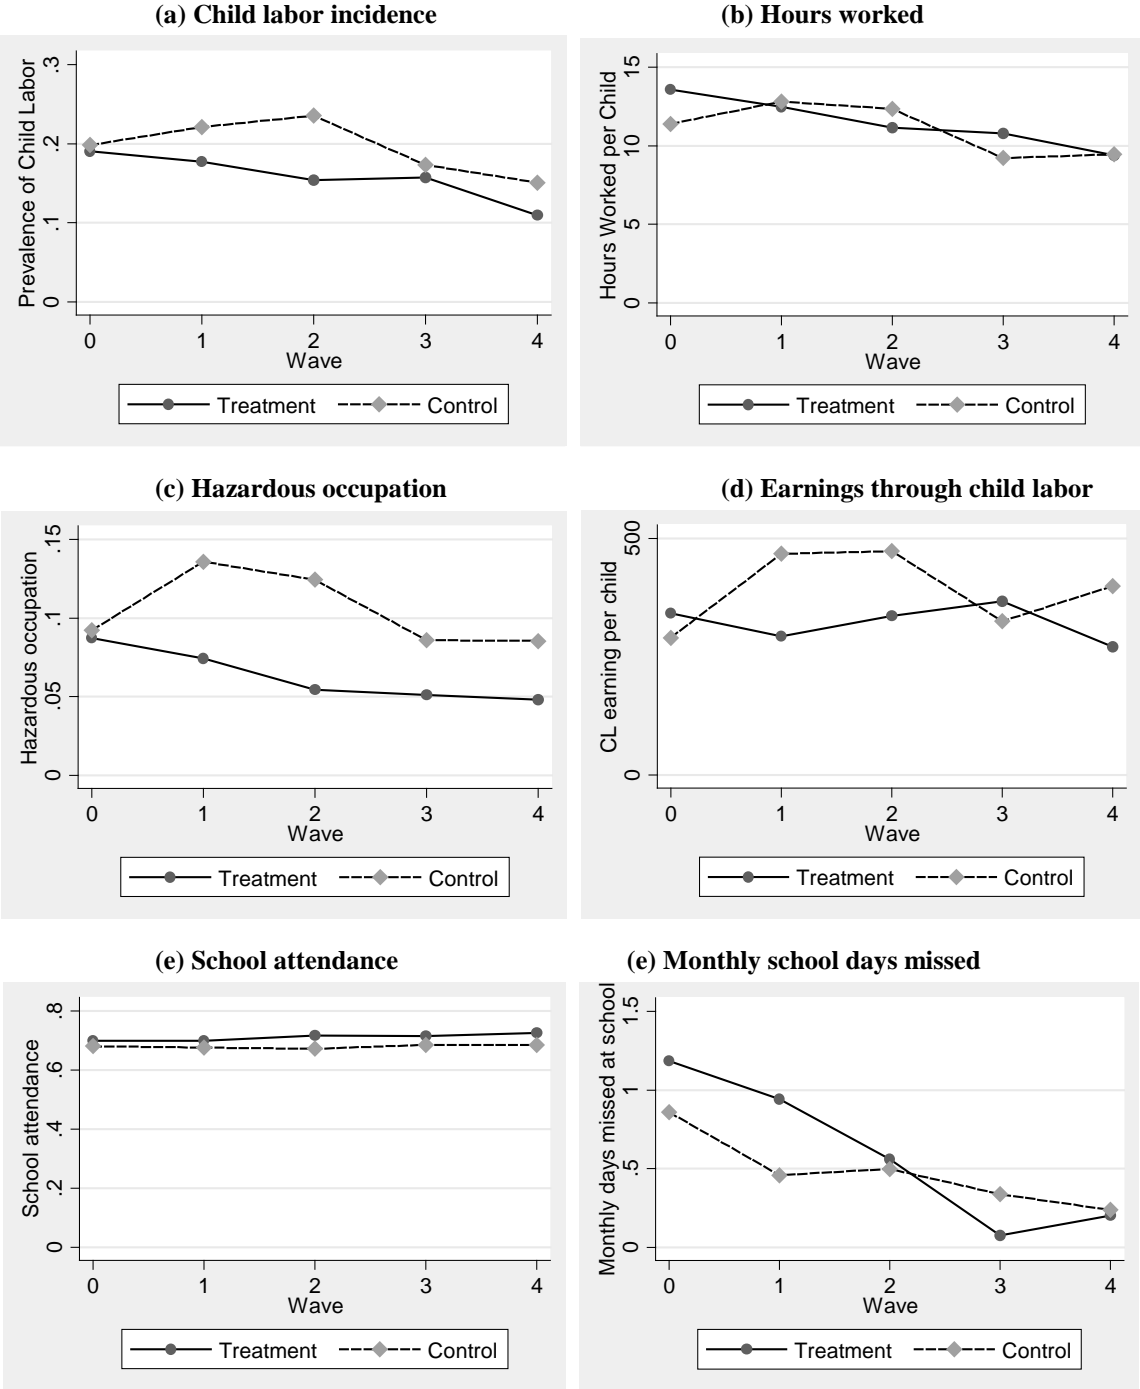 (a) Child labor incidence
Prevalence of Child Labor
.3
.2
.1
0
0 1 2 3 4
Wave
Treatment Control
(b) Hours worked
Hours Worked per Child
15
10
5
0
0 1 2 3 4
Wave
Treatment Control
(c) Hazardous occupation
Hazardous occupation
.15
.1
.05
0
0 1 2 3 4
Wave
Treatment Control
(d) Earnings through child labor
CL earning per child
500
0
0 1 2 3 4
Wave
Treatment Control
(e) School attendance
School attendance
.8
.6
.4
.2
0
0 1 2 3 4
Wave
Treatment Control
(e) Monthly school days missed
Monthly days missed at school
1.5
1
.5
0
0 1 2 3 4
Wave
Treatment Control